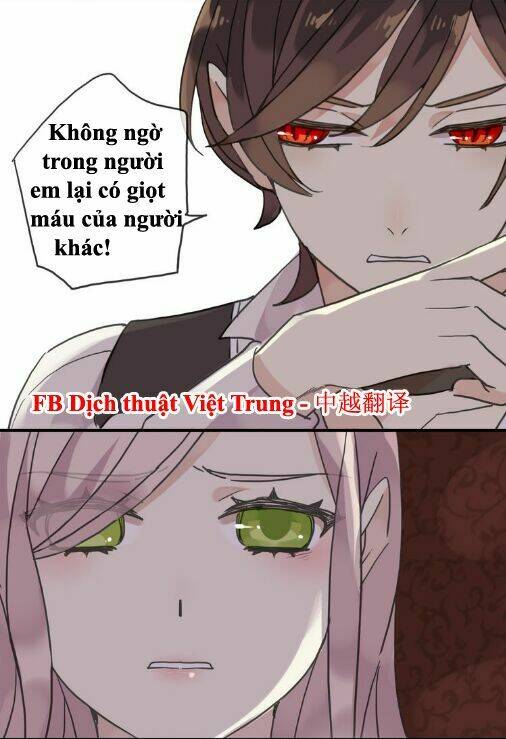 Không ngờ
trong người
em lại có giọt
máu của người
khác!
FB Dịch thuật Việt Trung - 中越翻译